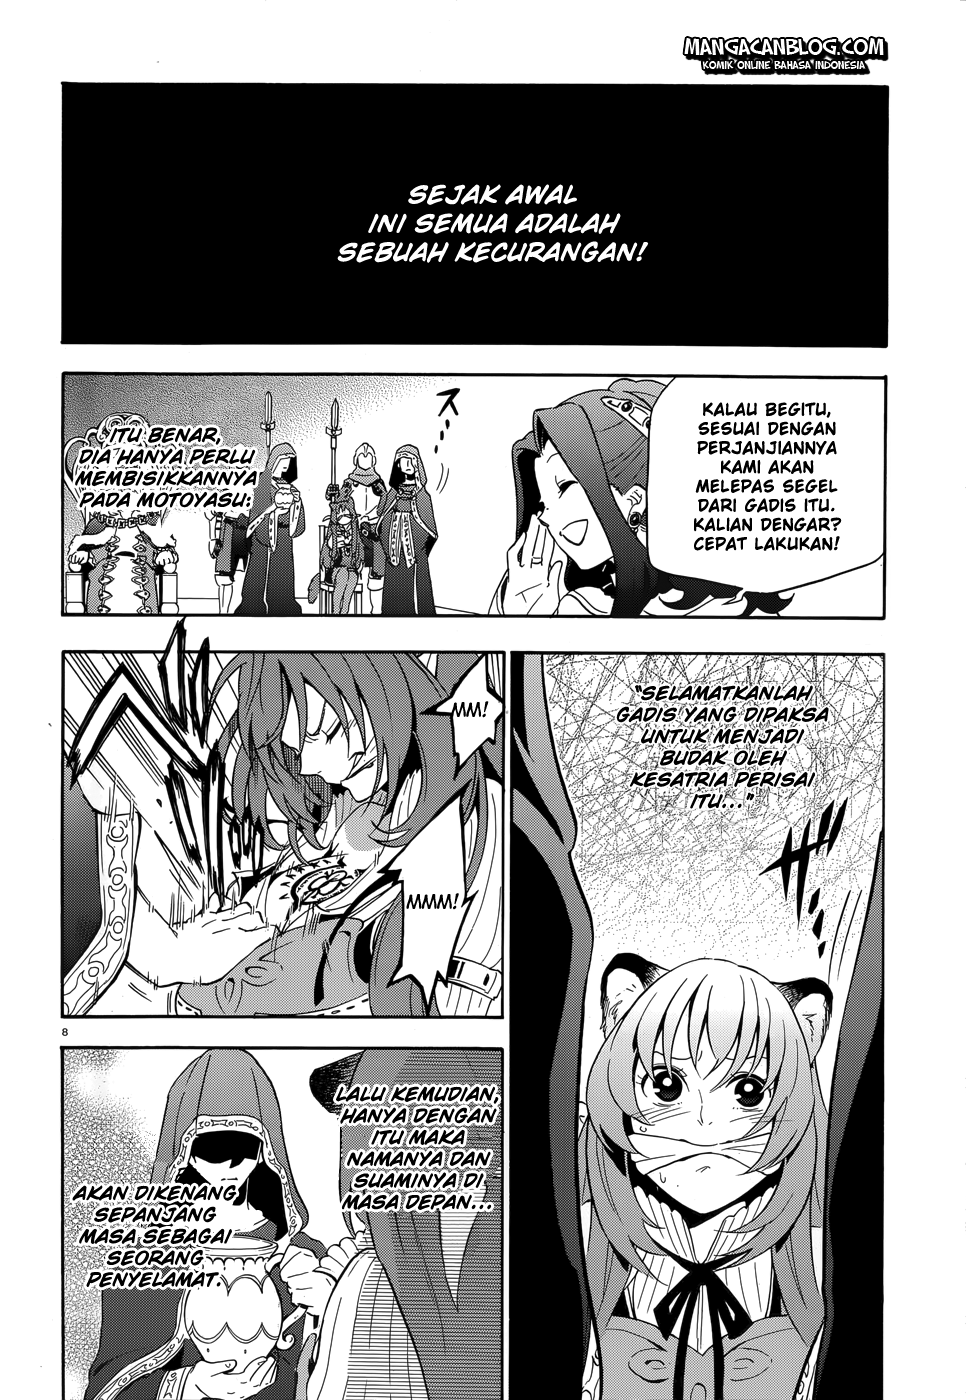 MANGACANBLOG.COM
KOMIK ONLINE BAHASA INDONESIA
SEJAK AWAL
INI SEMUA ADALAH
SEBUAH KECURANGAN!
KALAU BEGITU,
SESUAI DENGAN
PERJANJIANNYA
KAMI AKAN
MELEPAS SEGEL
DARI GADIS ITU.
KALIAN DENGAR?
CEPAT LAKUKAN!
ス
ITU BENAR,
DIA HANYA PERLU
MEMBISIKKANNYA
PADA MOTOYASU:
"SELAMATKANLAH
GADIS YANG DIPAKSA
UNTUK MENJADI
BUDAK OLEH
KESATRIA PERISAI
ITU..."
MM!
MMM!
8
LALU KEMUDIAN,
HANYA DENGAN
ITU MAKA
NAMANYA DAN
SUAMINYA DI
MASA DEPAN...
AKAN DIKENANG
SEPANJANG
MASA SEBAGAI
SEORANG
PENYELAMAT.